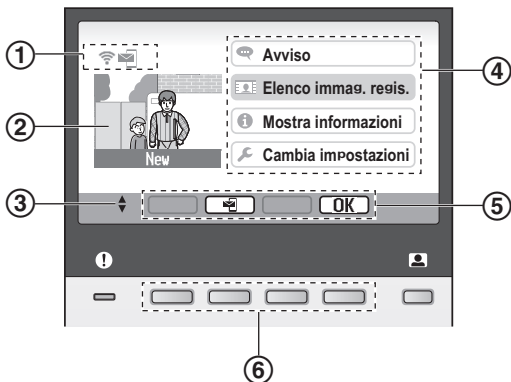 ①
②
③
④
⑤
⑥
Avviso
Elenco immag. regis.
Mostra informazioni
Cambia impostazioni
New
OK